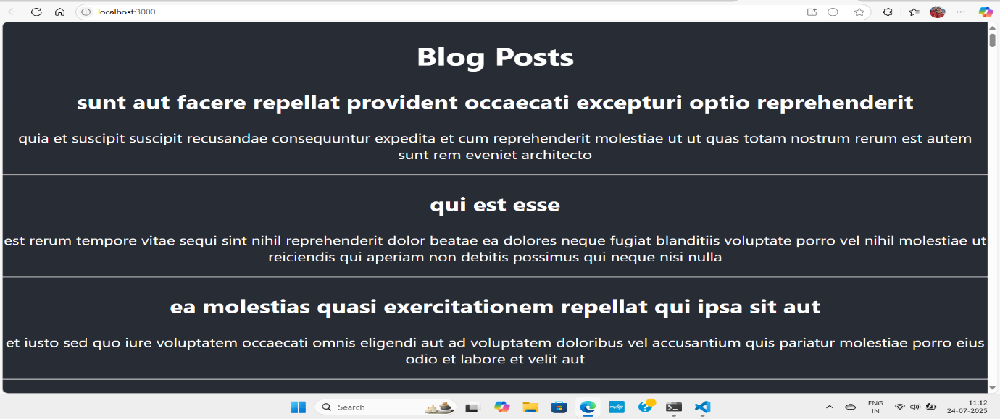 localhost:3000
Blog Posts
sunt aut facere repellat provident occaecati excepturi optio reprehenderit
quia et suscipit suscipit recusandae consequuntur expedita et cum reprehenderit molestiae ut ut quas totam nostrum rerum est autem
sunt rem eveniet architecto
qui est esse
est rerum tempore vitae sequi sint nihil reprehenderit dolor beatae ea dolores neque fugiat blanditiis voluptate porro vel nihil molestiae ut
reiciendis qui aperiam non debitis possimus qui neque nisi nulla
ea molestias quasi exercitationem repellat qui ipsa sit aut
et iusto sed quo iure voluptatem occaecati omnis eligendi aut ad voluptatem doloribus vel accusantium quis pariatur molestiae porro eius
odio et labore et velit aut
Search
myhp
ENG
IN
11:12
24-07-2025